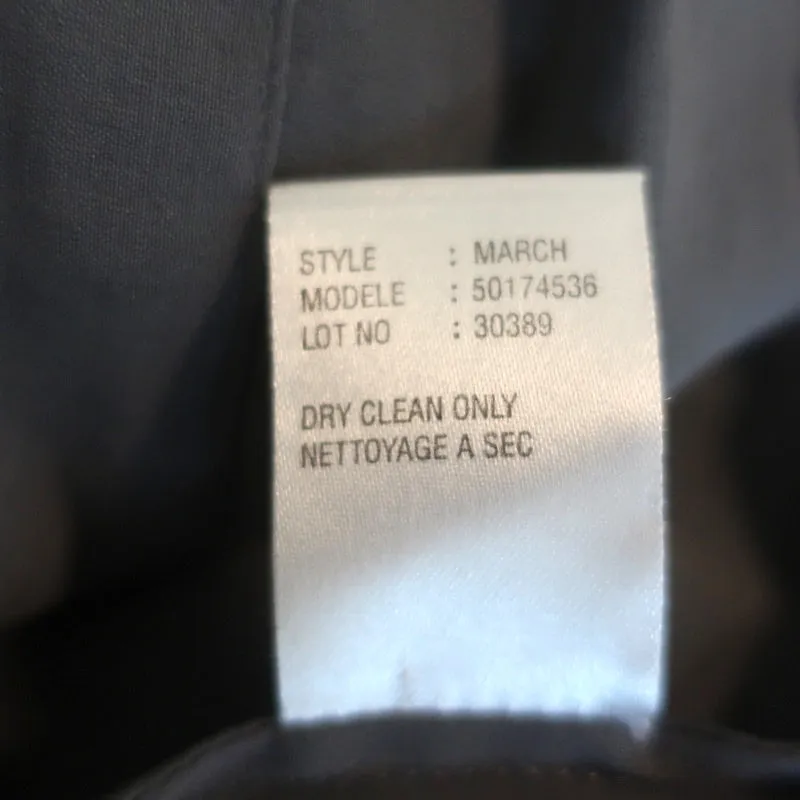 STYLE : MARCH
MODELE : 50174536
LOT NO : 30389
DRY CLEAN ONLY
NETTOYAGE A SEC